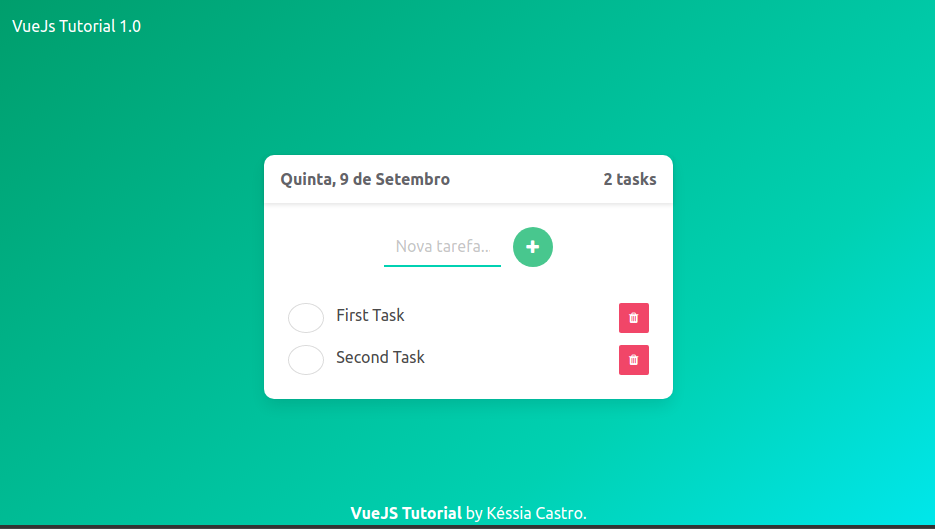 VueJs Tutorial 1.0
Quinta, 9 de Setembro 2 tasks
Nova tarefa..
First Task
Second Task
VueJS Tutorial by Késsia Castro.